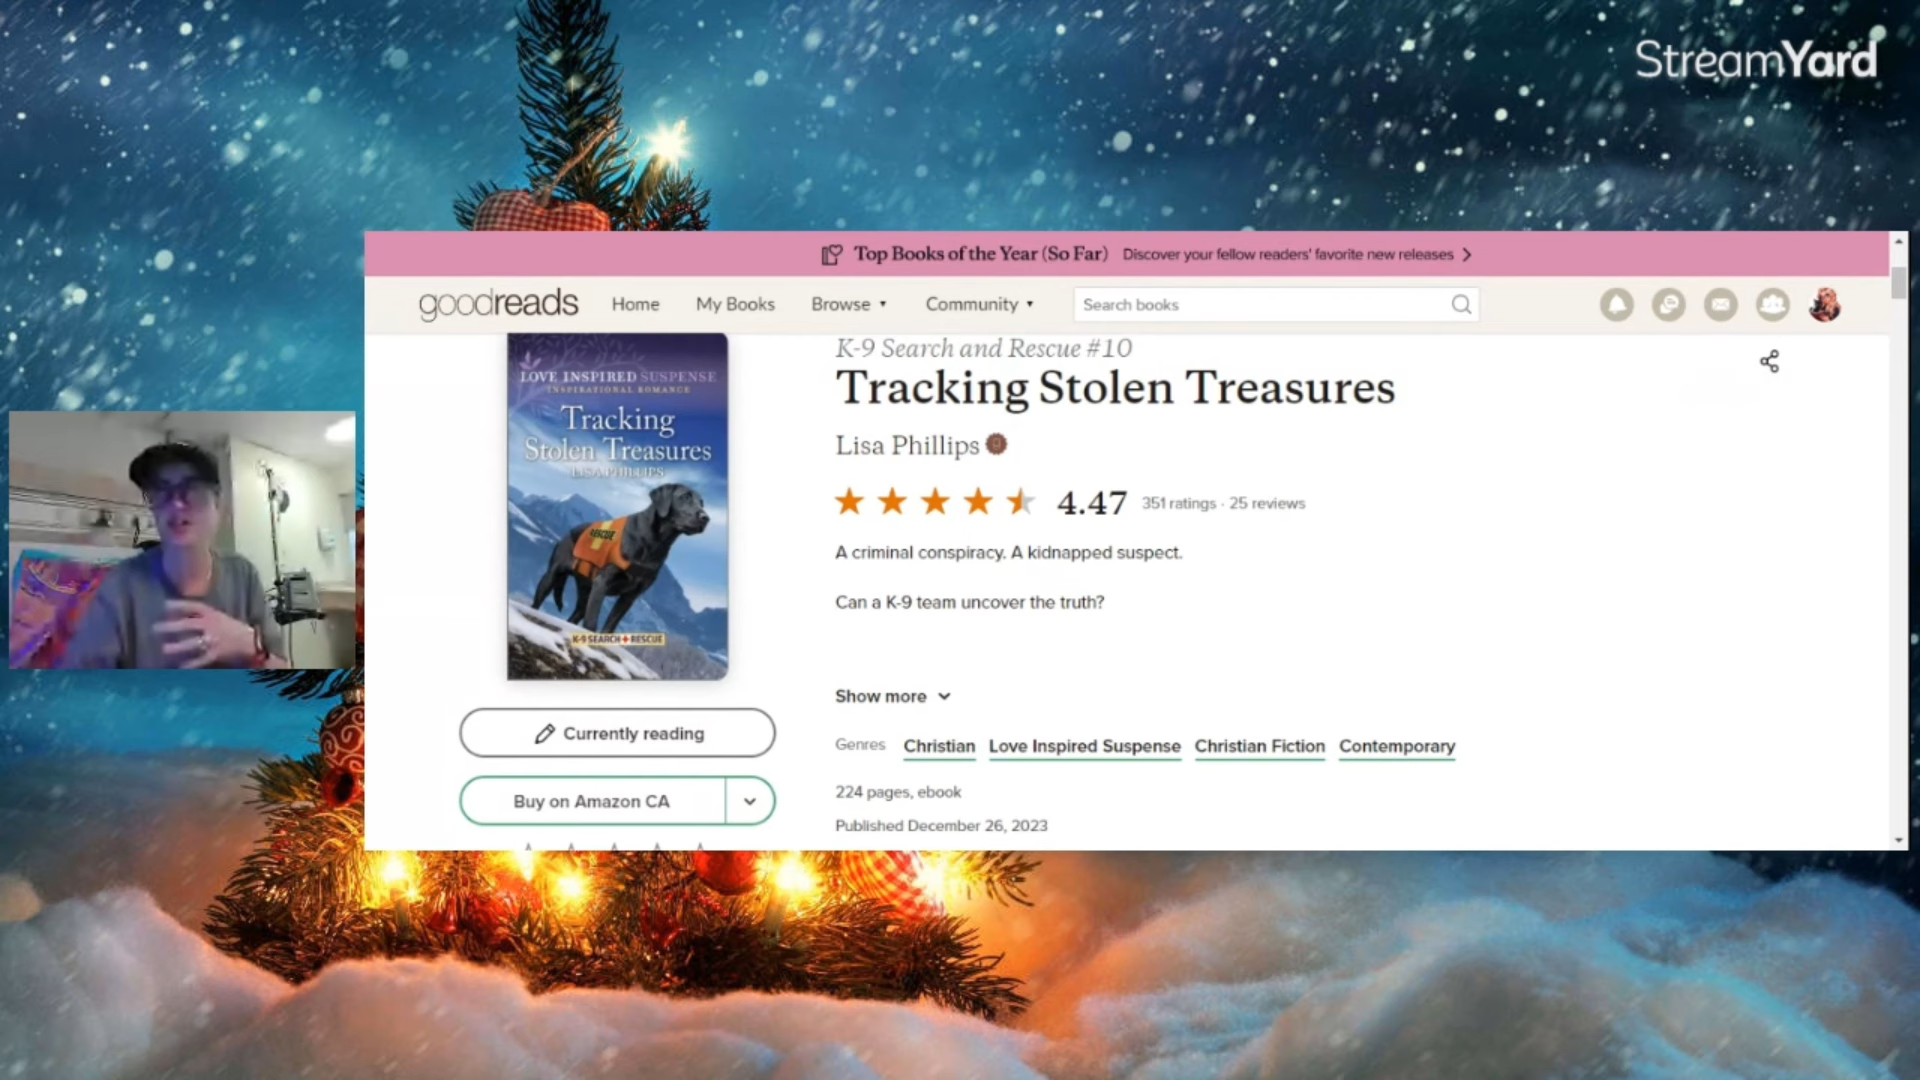 StreamYard
Top Books of the Year (So Far) Discover your fellow readers' favorite new releases
goodreads Home My Books Browse Community Search books
K-9 Search and Rescue #10
Tracking Stolen Treasures
Lisa Phillips
4.47 351 ratings · 25 reviews
A criminal conspiracy. A kidnapped suspect.
Can a K-9 team uncover the truth?
Show more
Genres Christian Love Inspired Suspense Christian Fiction Contemporary
224 pages, ebook
Published December 26, 2023
LOVE INSPIRED SUSPENSE
INSPIRATIONAL ROMANCE
Tracking
Stolen Treasures
LISA PHILLIPS
RESCUE
K-9 SEARCH + RESCUE
Currently reading
Buy on Amazon CA